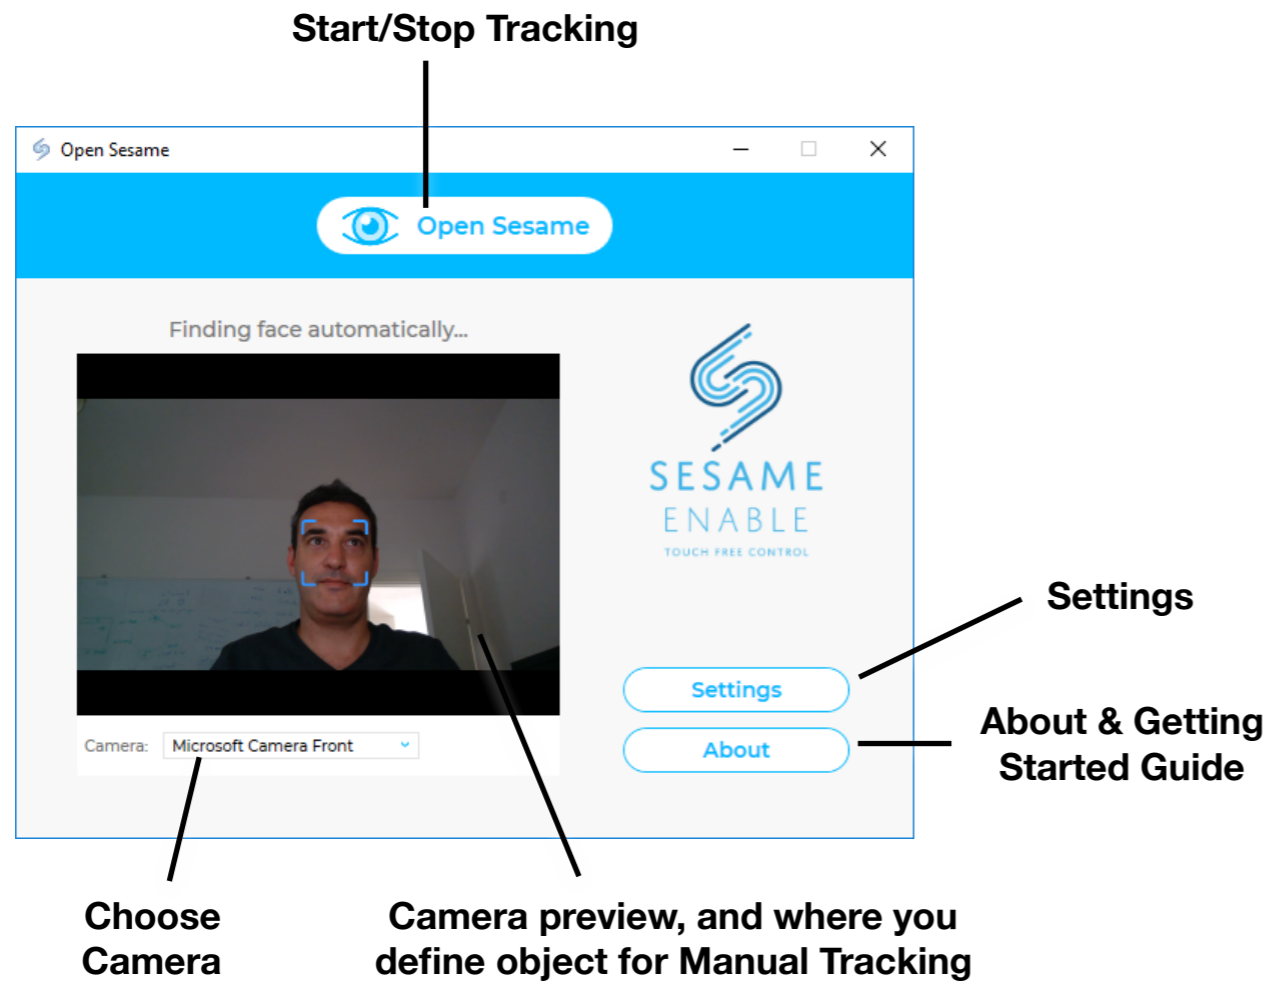 Start/Stop Tracking
Open Sesame
Open Sesame
Finding face automatically...
SESAME
ENABLE
TOUCH FREE CONTROL
Settings
Settings
About & Getting
Started Guide
About
Camera: Microsoft Camera Front
Choose
Camera
Camera preview, and where you
define object for Manual Tracking